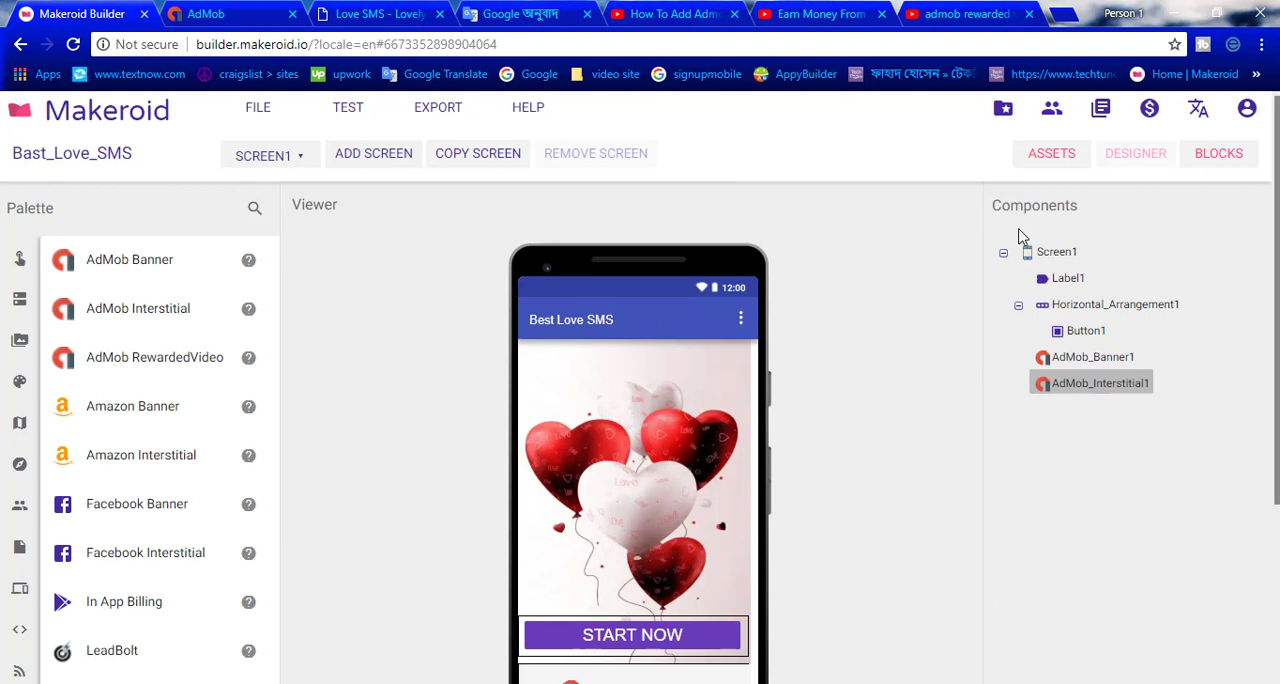 Makeroid Builder
AdMob
Love SMS - Lovely
Google অনুবাদ
How To Add Adm
Earn Money From
admob rewarded v
Person 1
Not secure
builder.makeroid.io/?locale=en#6673352898904064
Apps
www.textnow.com
craigslist > sites
upwork
Google Translate
Google
video site
signupmobile
AppyBuilder
ফাহাদ হোসেন » টেক
https://www.techtun
Home | Makeroid
»
Makeroid
FILE
TEST
EXPORT
HELP
Bast_Love_SMS
SCREEN1
ADD SCREEN
COPY SCREEN
REMOVE SCREEN
ASSETS
DESIGNER
BLOCKS
Palette
AdMob Banner
AdMob Interstitial
AdMob RewardedVideo
Amazon Banner
Amazon Interstitial
Facebook Banner
Facebook Interstitial
In App Billing
LeadBolt
Viewer
12:00
Best Love SMS
Love
START NOW
Components
Screen1
Label1
Horizontal_Arrangement1
Button1
AdMob_Banner1
AdMob_Interstitial1